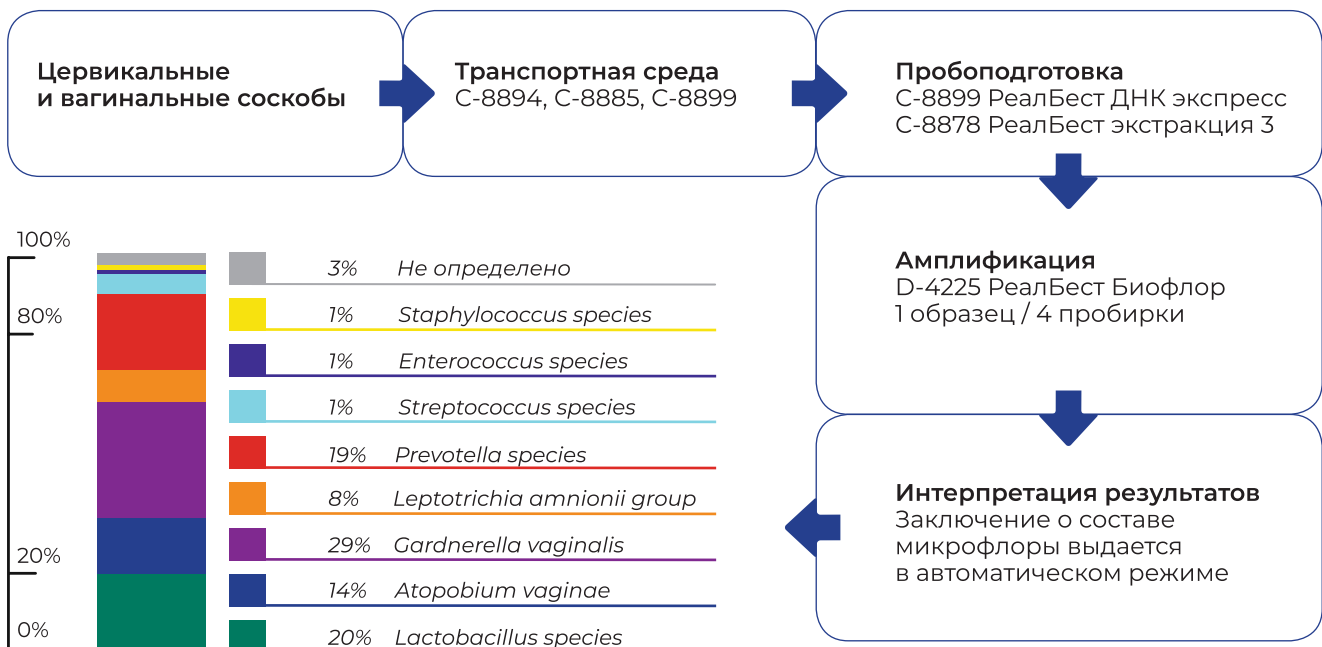 Цервикальные
и вагинальные соскобы
Транспортная среда
C-8894, C-8885, C-8899
Пробоподготовка
C-8899 РеалБест ДНК экспресс
C-8878 РеалБест экстракция 3
Амплификация
D-4225 РеалБест Биофлор
1 образец / 4 пробирки
Интерпретация результатов
Заключение о составе
микрофлоры выдается
в автоматическом режиме
100%
80%
20%
0%
3% Не определено
1% Staphylococcus species
1% Enterococcus species
1% Streptococcus species
19% Prevotella species
8% Leptotrichia amnionii group
29% Gardnerella vaginalis
14% Atopobium vaginae
20% Lactobacillus species